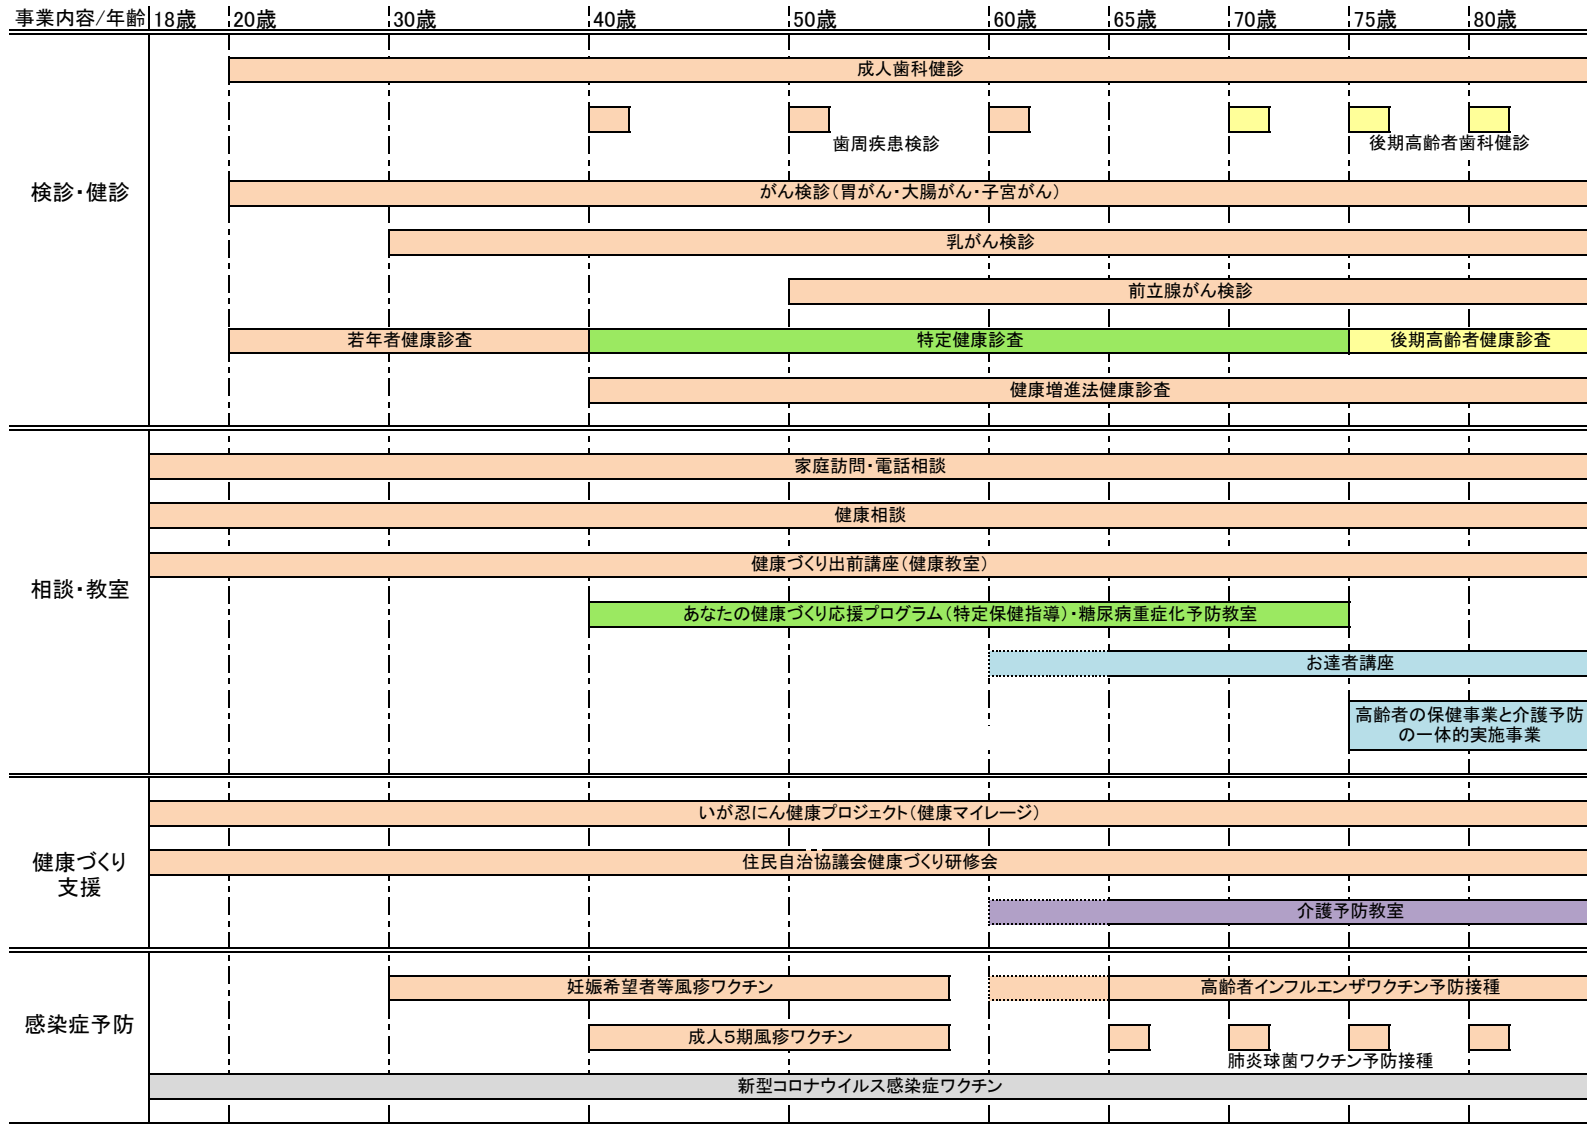 事業内容/年齢 18歳 20歳 30歳 40歳 50歳 60歳 65歳 70歳 75歳 80歳
検診・健診
成人歯科健診
歯周疾患検診
後期高齢者歯科健診
がん検診（胃がん・大腸がん・子宮がん）
乳がん検診
前立腺がん検診
若年者健康診査
特定健康診査
後期高齢者健康診査
健康増進法健康診査
相談・教室
家庭訪問・電話相談
健康相談
健康づくり出前講座（健康教室）
あなたの健康づくり応援プログラム（特定保健指導）・糖尿病重症化予防教室
お達者講座
高齢者の保健事業と介護予防
の一体的実施事業
健康づくり
支援
いが忍にん健康プロジェクト（健康マイレージ）
住民自治協議会健康づくり研修会
介護予防教室
感染症予防
妊娠希望者等風疹ワクチン
高齢者インフルエンザワクチン予防接種
成人５期風疹ワクチン
肺炎球菌ワクチン予防接種
新型コロナウイルス感染症ワクチン